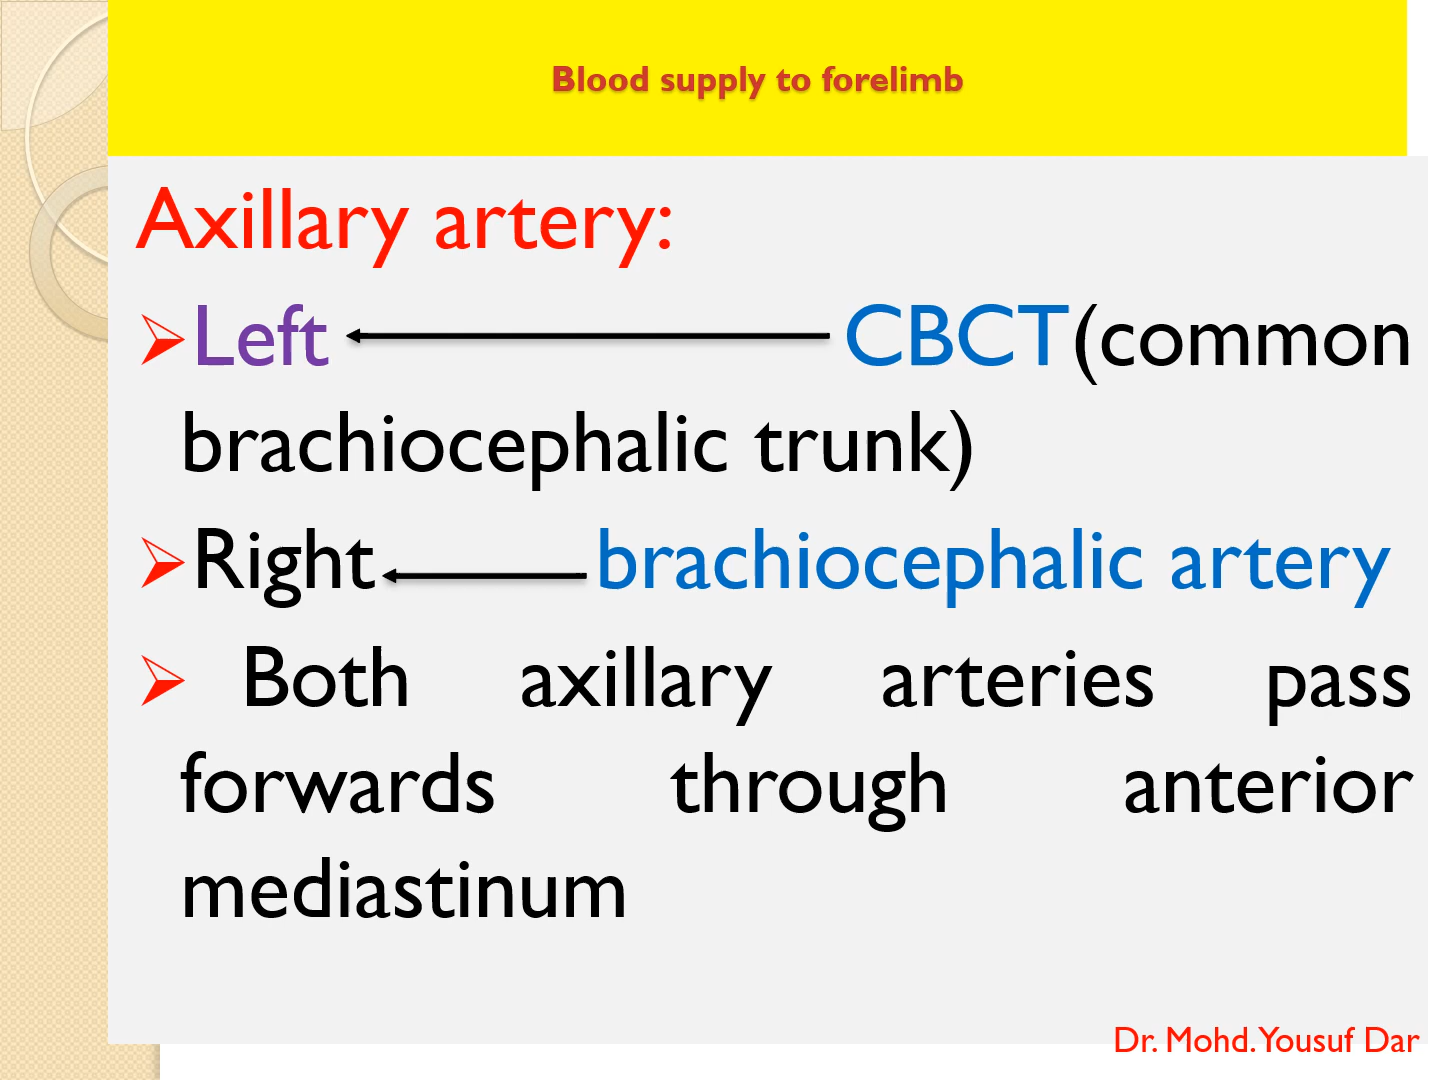 Blood supply to forelimb
Axillary artery:
Left CBCT(common
brachiocephalic trunk)
Right brachiocephalic artery
Both axillary arteries pass
forwards through anterior
mediastinum
Dr. Mohd.Yousuf Dar